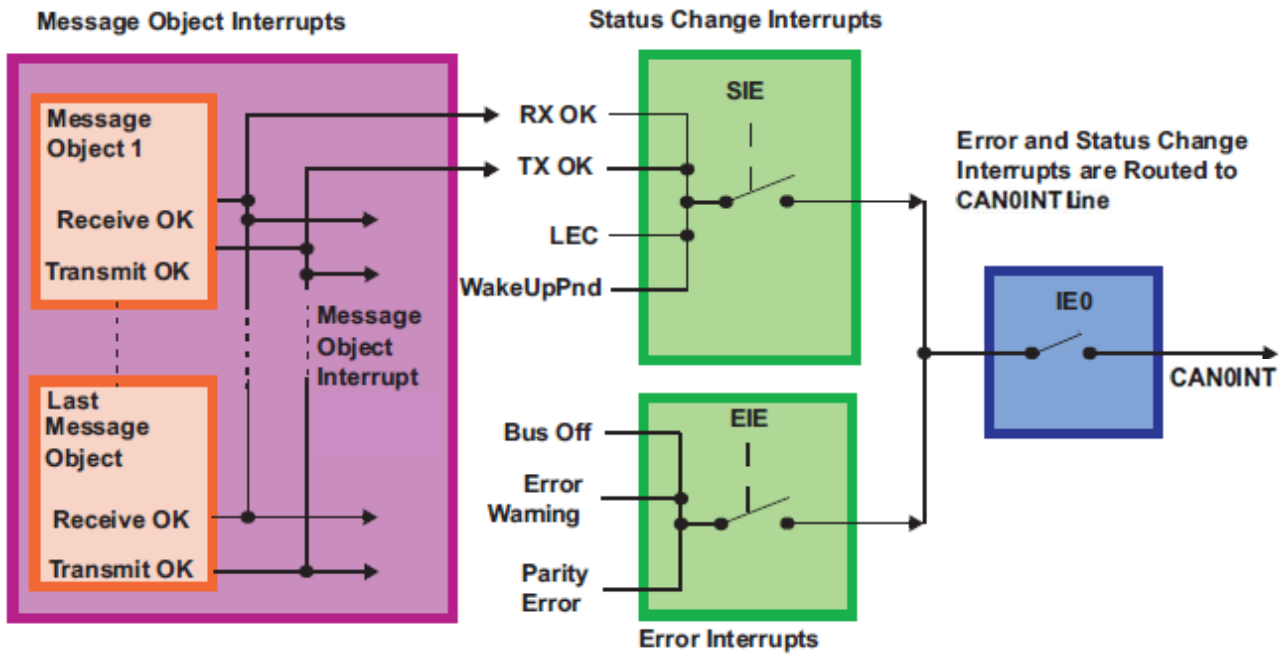 Message Object Interrupts
Status Change Interrupts
Message
Object 1
Receive OK
Transmit OK
Message
Object
Interrupt
Last
Message
Object
Receive OK
Transmit OK
RX OK
TX OK
LEC
WakeUpPnd
SIE
Bus Off
Error
Warning
Parity
Error
EIE
Error Interrupts
Error and Status Change
Interrupts are Routed to
CAN0INT Line
IE0
CAN0INT